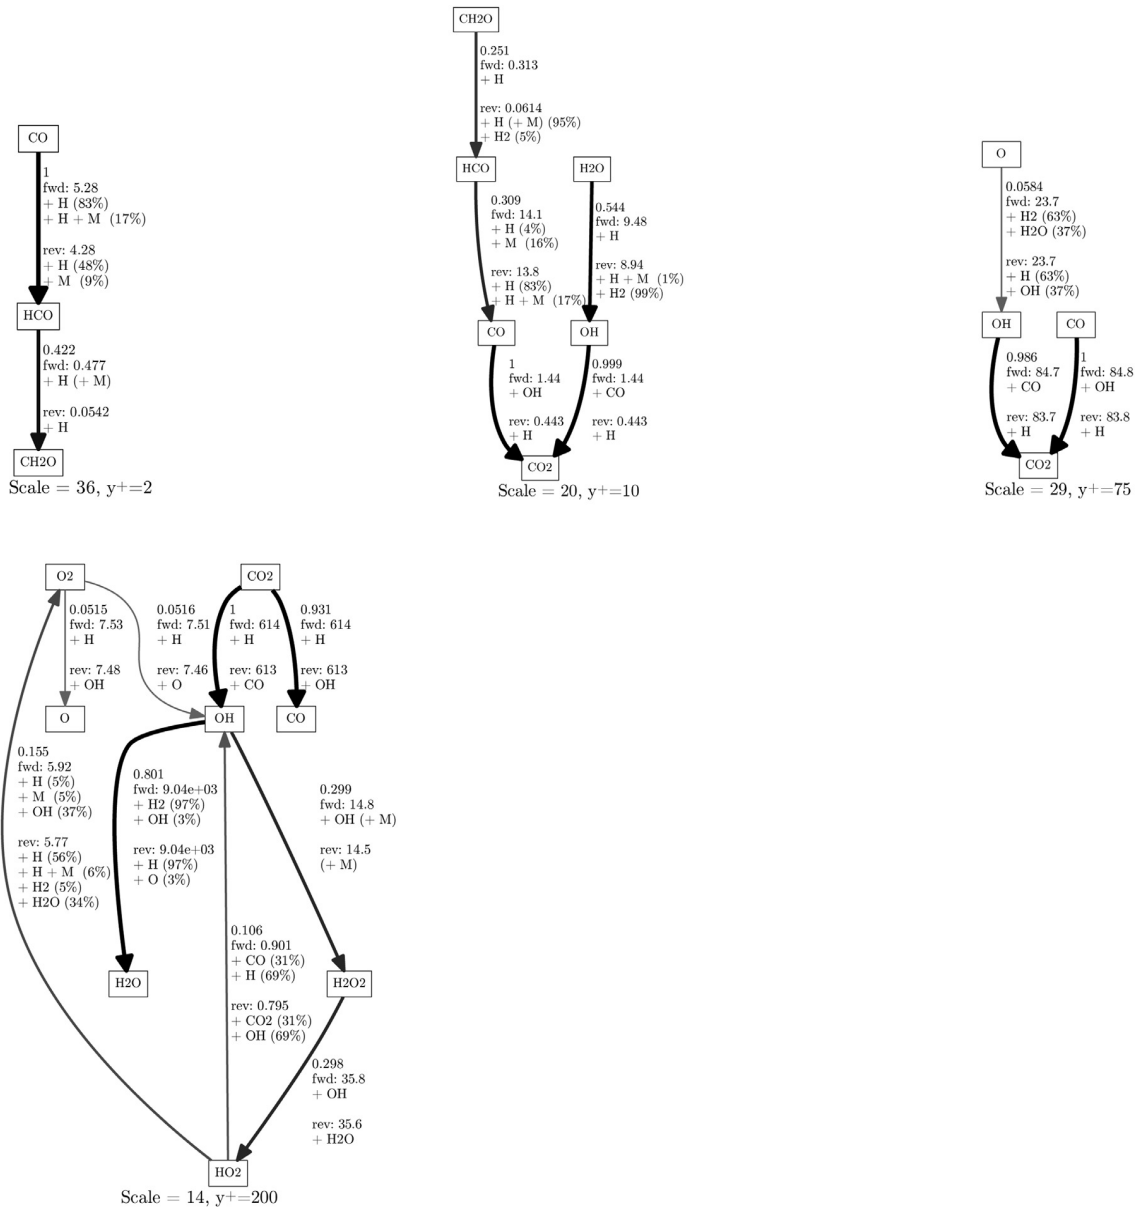 CO
1
fwd: 5.28
+ H (83%)
+ H + M (17%)
rev: 4.28
+ H (48%)
+ M (9%)
HCO
0.422
fwd: 0.477
+ H (+ M)
rev: 0.0542
+ H
CH2O
Scale = 36, y+=2
CH2O
0.251
fwd: 0.313
+ H
rev: 0.0614
+ H (+ M) (95%)
+ H2 (5%)
HCO
H2O
0.309
fwd: 14.1
+ H (4%)
+ M (16%)
rev: 13.8
+ H (83%)
+ H + M (17%)
0.544
fwd: 9.48
+ H
rev: 8.94
+ H + M (1%)
+ H2 (99%)
CO
OH
1
fwd: 1.44
+ OH
rev: 0.443
+ H
0.999
fwd: 1.44
+ CO
rev: 0.443
+ H
CO2
Scale = 20, y+=10
O
0.0584
fwd: 23.7
+ H2 (63%)
+ H2O (37%)
rev: 23.7
+ H (63%)
+ OH (37%)
OH
CO
0.986
fwd: 84.7
+ CO
rev: 83.7
+ H
1
fwd: 84.8
+ OH
rev: 83.8
+ H
CO2
Scale = 29, y+=75
O2
CO2
0.0515
fwd: 7.53
+ H
rev: 7.48
+ OH
0.0516
fwd: 7.51
+ H
rev: 7.46
+ O
1
fwd: 614
+ H
rev: 613
+ CO
0.931
fwd: 614
+ H
rev: 613
+ OH
O
OH
CO
0.155
fwd: 5.92
+ H (5%)
+ M (5%)
+ OH (37%)
rev: 5.77
+ H (56%)
+ H + M (6%)
+ H2 (5%)
+ H2O (34%)
0.801
fwd: 9.04e+03
+ H2 (97%)
+ OH (3%)
rev: 9.04e+03
+ H (97%)
+ O (3%)
0.299
fwd: 14.8
+ OH (+ M)
rev: 14.5
(+ M)
0.106
fwd: 0.901
+ CO (31%)
+ H (69%)
rev: 0.795
+ CO2 (31%)
+ OH (69%)
H2O
H2O2
0.298
fwd: 35.8
+ OH
rev: 35.6
+ H2O
HO2
Scale = 14, y+=200